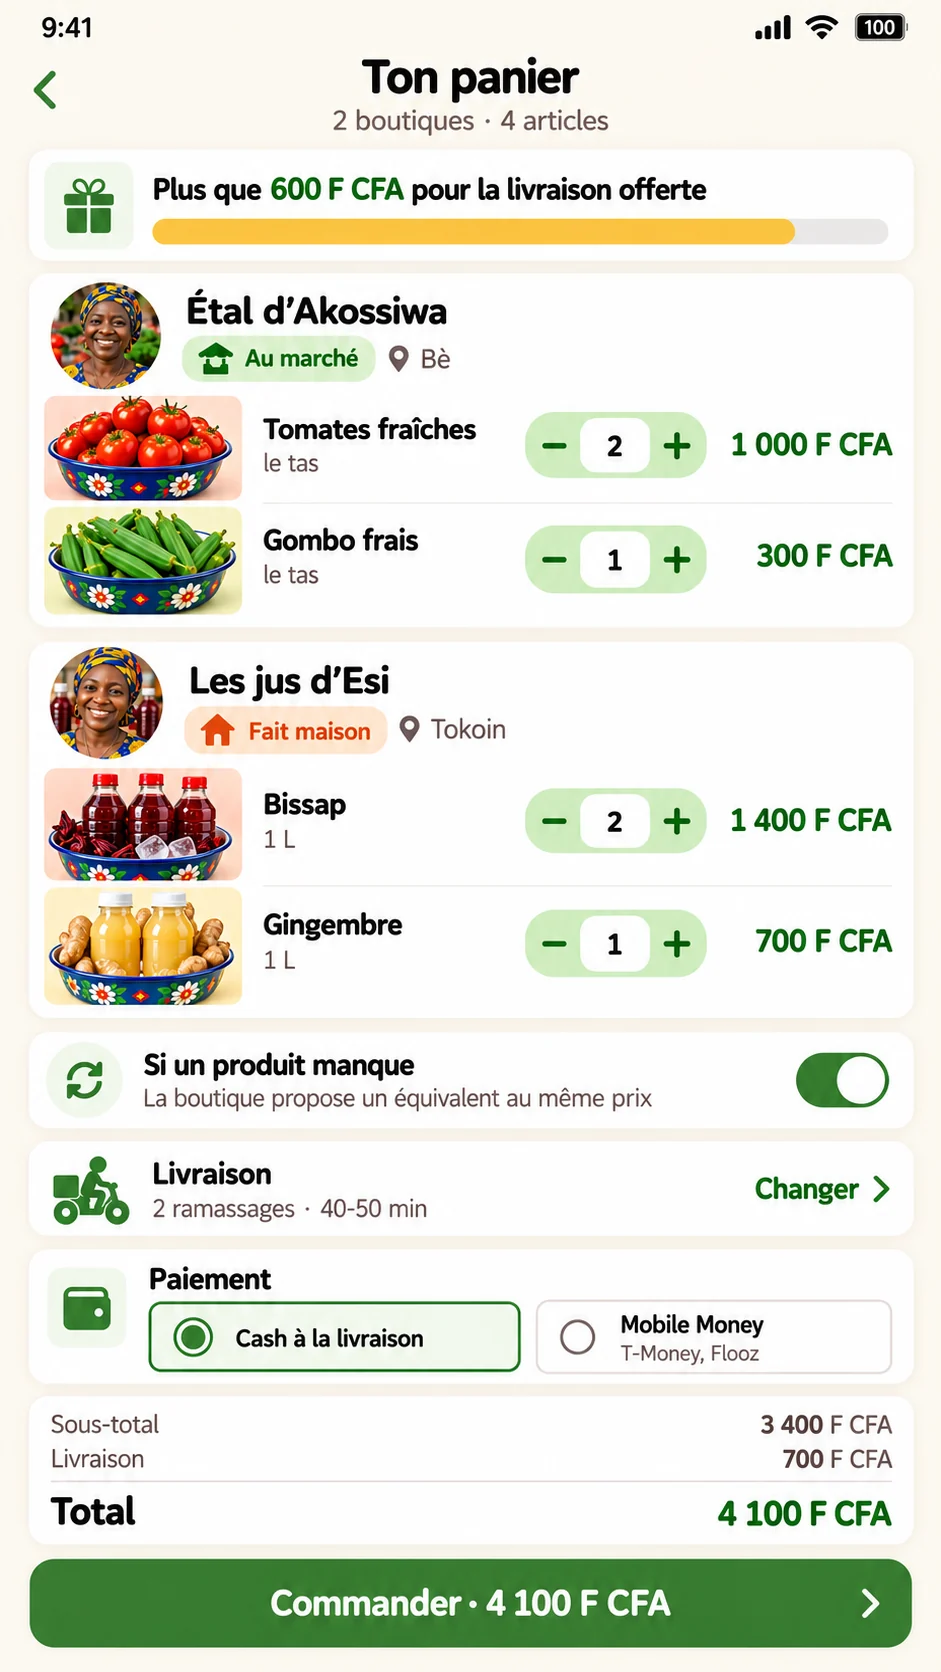 9:41
100
Ton panier
2 boutiques · 4 articles
Plus que 600 F CFA pour la livraison offerte
Étal d’Akossiwa
Au marché Bè
Tomates fraîches
le tas
2
1 000 F CFA
Gombo frais
le tas
1
300 F CFA
Les jus d’Esi
Fait maison Tokoin
Bissap
1 L
2
1 400 F CFA
Gingembre
1 L
1
700 F CFA
Si un produit manque
La boutique propose un équivalent au même prix
Livraison
2 ramassages · 40-50 min
Changer
Paiement
Cash à la livraison
Mobile Money
T-Money, Flooz
Sous-total 3 400 F CFA
Livraison 700 F CFA
Total 4 100 F CFA
Commander · 4 100 F CFA